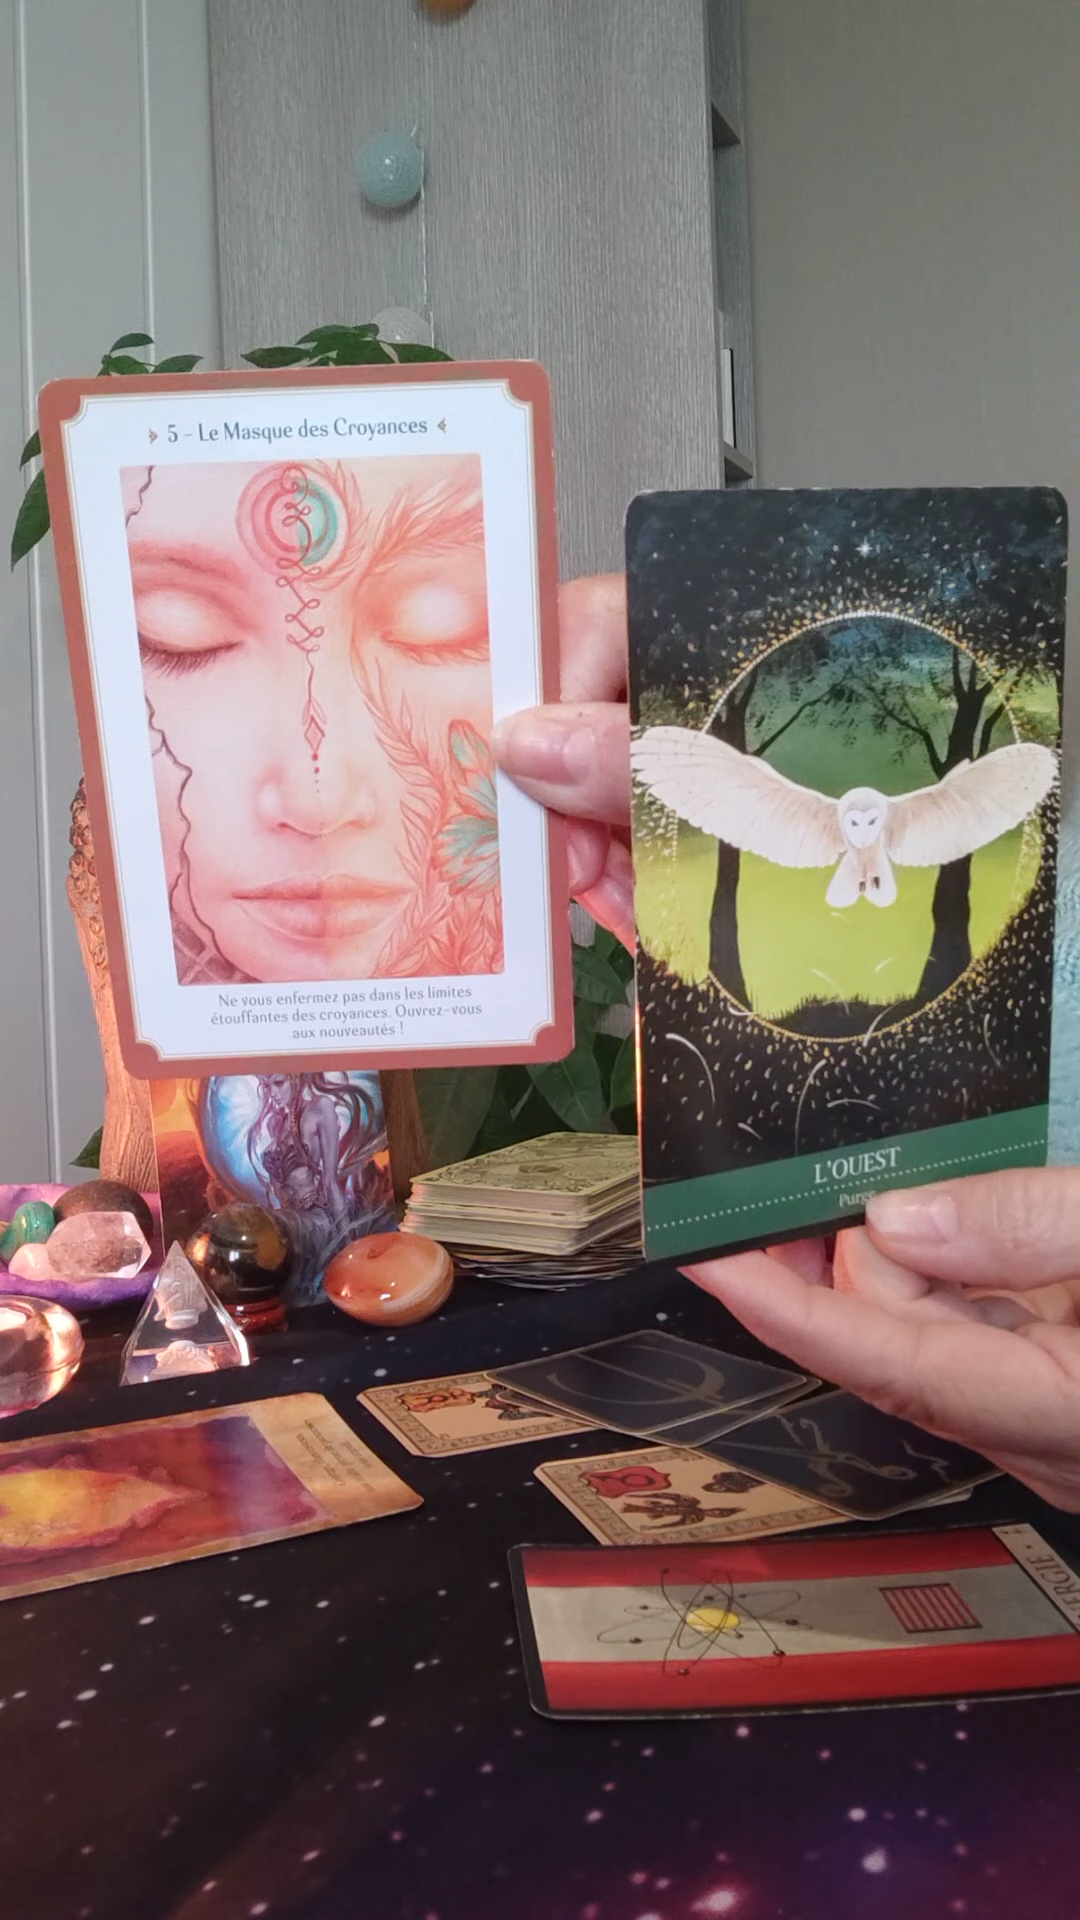 5 - Le Masque des Croyances
Ne vous enfermez pas dans les limites
étouffantes des croyances. Ouvrez-vous
aux nouveautés !
L'OUEST
Purge